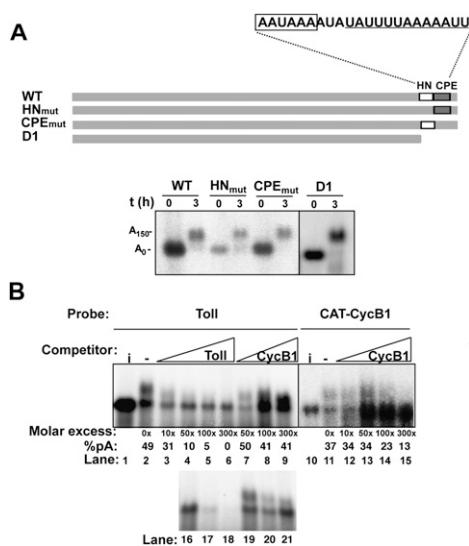 A
AAUAAAAUAUAUUUUAAAAAUU
HN CPE
WT
HNmut
CPEmut
D1
WT HNmut CPEmut D1
t (h) 0 3 0 3 0 3 0 3
A150-
A0-
B
Probe: Toll CAT-CycB1
Competitor: i - Toll CycB1 i - CycB1
Molar excess: 0x 10x 50x 100x 300x 50x 100x 300x 0x 10x 50x 100x 300x
%pA 49 31 10 5 0 50 41 41 37 34 34 23 13
Lane: 1 2 3 4 5 6 7 8 9 10 11 12 13 14 15
Lane: 16 17 18 19 20 21